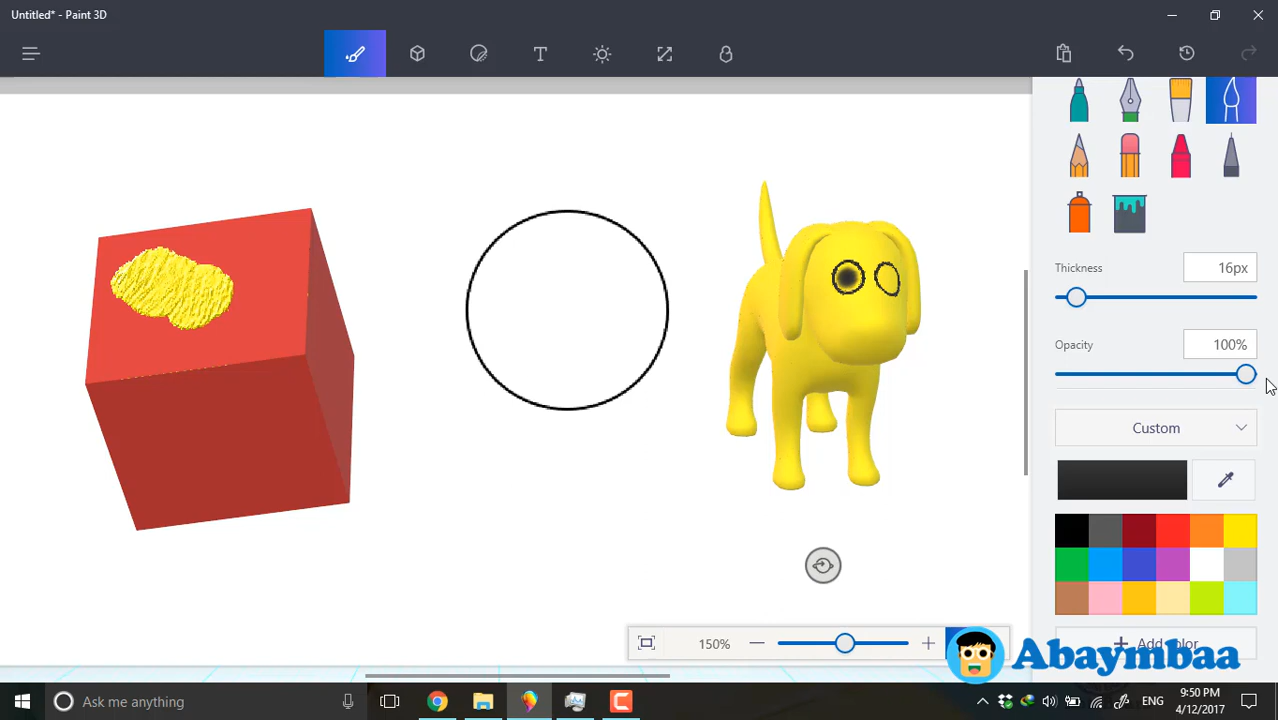 Untitled* - Paint 3D
Thickness
16px
Opacity
100%
Custom
150%
Add color
Abaymbaa
Ask me anything
ENG
9:50 PM
4/12/2017